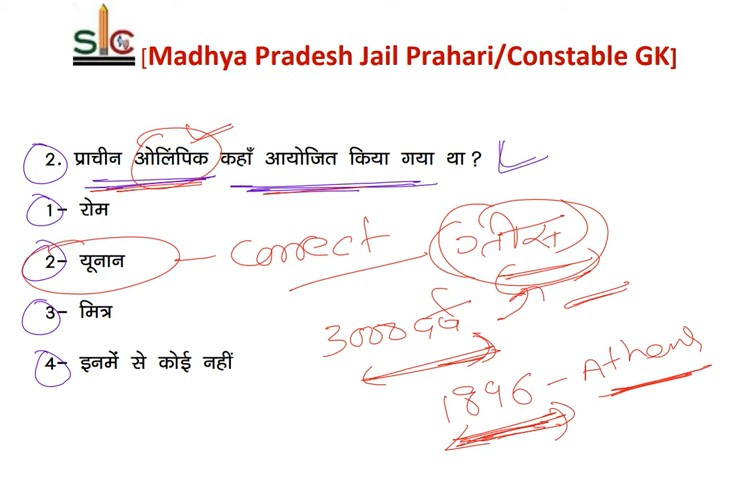 SIC
[Madhya Pradesh Jail Prahari/Constable GK]
2. प्राचीन ओलिंपिक कहाँ आयोजित किया गया था ?
1- रोम
2- यूनान - correct ग्रीस
3- मित्र
3000 वर्ष
4- इनमें से कोई नहीं
1896 - Athens